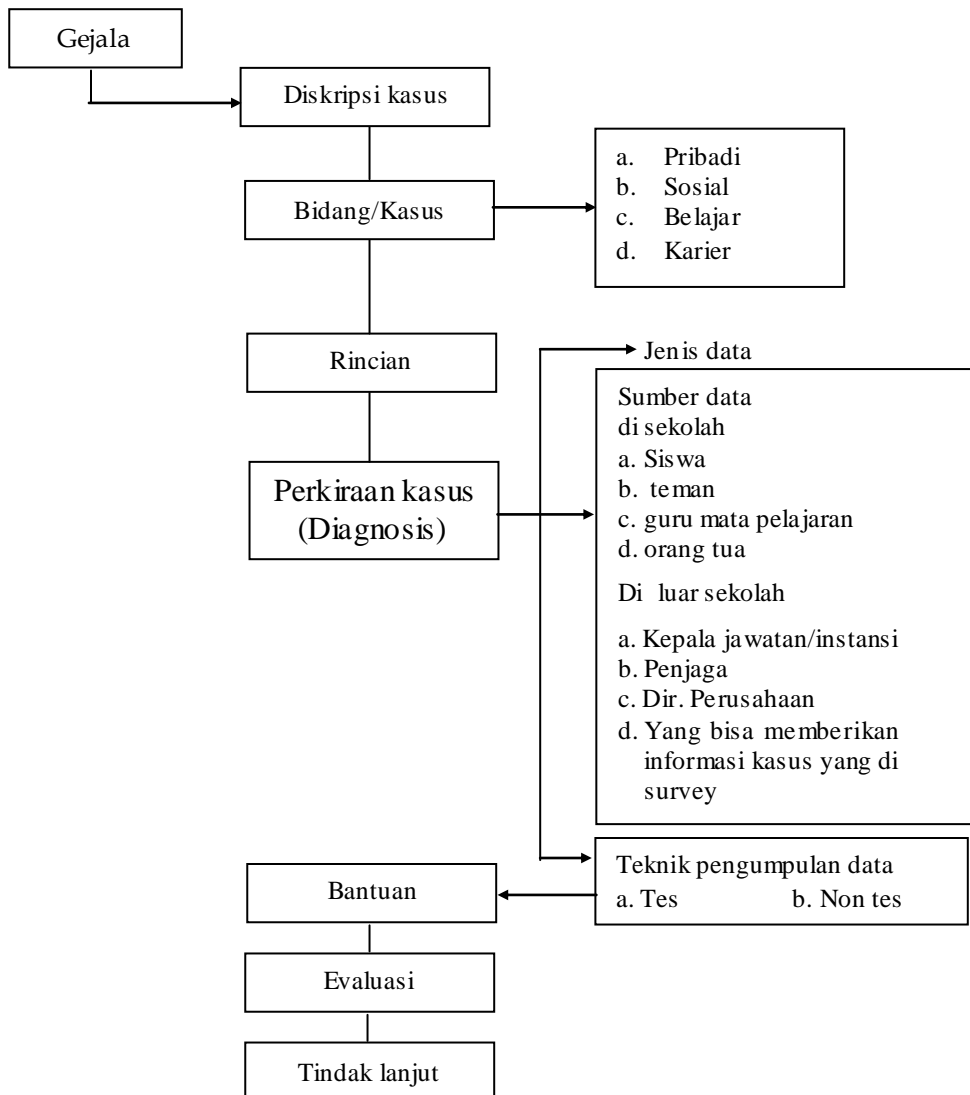 Gejala
Diskripsi kasus
Bidang/Kasus
a. Pribadi
b. Sosial
c. Belajar
d. Karier
Rincian
Jenis data
Perkiraan kasus
(Diagnosis)
Sumber data
di sekolah
a. Siswa
b. teman
c. guru mata pelajaran
d. orang tua
Di luar sekolah
a. Kepala jawatan/instansi
b. Penjaga
c. Dir. Perusahaan
d. Yang bisa memberikan
informasi kasus yang di
survey
Teknik pengumpulan data
a. Tes b. Non tes
Bantuan
Evaluasi
Tindak lanjut